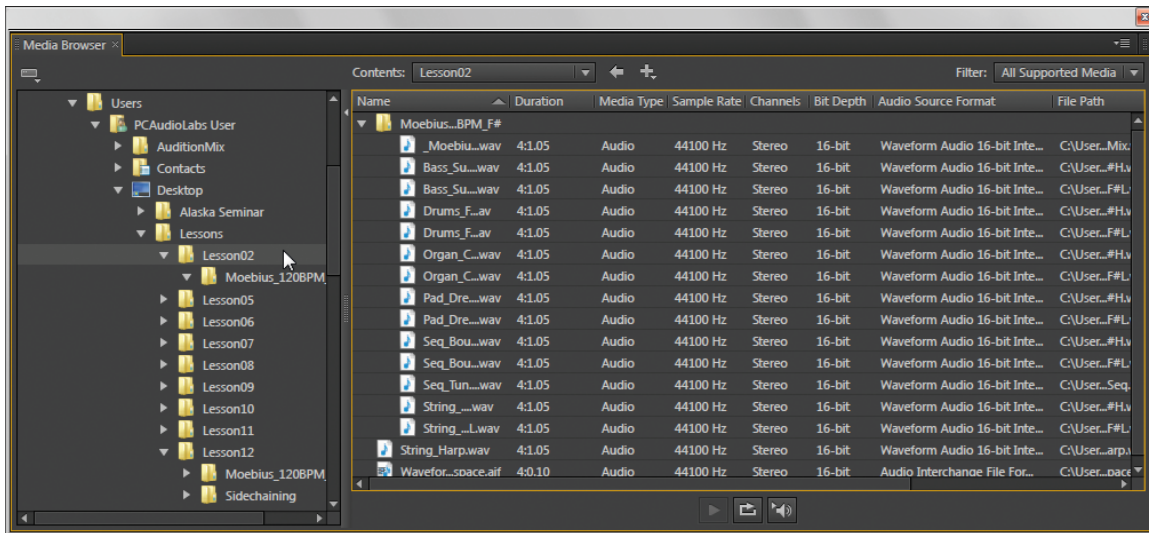 Media Browser ×
Contents: Lesson02 Filter: All Supported Media
Users
PCAudioLabs User
AuditionMix
Contacts
Desktop
Alaska Seminar
Lessons
Lesson02
Moebius_120BPM_
Lesson05
Lesson06
Lesson07
Lesson08
Lesson09
Lesson10
Lesson11
Lesson12
Moebius_120BPM_
Sidechaining
Name Duration Media Type Sample Rate Channels Bit Depth Audio Source Format File Path
Moebius...BPM_F#
_Moebiu...wav 4:1.05 Audio 44100 Hz Stereo 16-bit Waveform Audio 16-bit Inte... C:\User...Mix.
Bass_Su....wav 4:1.05 Audio 44100 Hz Stereo 16-bit Waveform Audio 16-bit Inte... C:\User...#H.v
Bass_Su....wav 4:1.05 Audio 44100 Hz Stereo 16-bit Waveform Audio 16-bit Inte... C:\User...F#L.
Drums_F...av 4:1.05 Audio 44100 Hz Stereo 16-bit Waveform Audio 16-bit Inte... C:\User...#H.v
Drums_F...av 4:1.05 Audio 44100 Hz Stereo 16-bit Waveform Audio 16-bit Inte... C:\User...F#L.
Organ_C...wav 4:1.05 Audio 44100 Hz Stereo 16-bit Waveform Audio 16-bit Inte... C:\User...#H.v
Organ_C...wav 4:1.05 Audio 44100 Hz Stereo 16-bit Waveform Audio 16-bit Inte... C:\User...F#L.
Pad_Dre....wav 4:1.05 Audio 44100 Hz Stereo 16-bit Waveform Audio 16-bit Inte... C:\User...#H.v
Pad_Dre....wav 4:1.05 Audio 44100 Hz Stereo 16-bit Waveform Audio 16-bit Inte... C:\User...F#L.
Seq_Bou...wav 4:1.05 Audio 44100 Hz Stereo 16-bit Waveform Audio 16-bit Inte... C:\User...#H.v
Seq_Bou...wav 4:1.05 Audio 44100 Hz Stereo 16-bit Waveform Audio 16-bit Inte... C:\User...F#L.
Seq_Tun....wav 4:1.05 Audio 44100 Hz Stereo 16-bit Waveform Audio 16-bit Inte... C:\User...Seq.
String_....wav 4:1.05 Audio 44100 Hz Stereo 16-bit Waveform Audio 16-bit Inte... C:\User...#H.v
String_...L.wav 4:1.05 Audio 44100 Hz Stereo 16-bit Waveform Audio 16-bit Inte... C:\User...F#L.
String_Harp.wav 4:1.05 Audio 44100 Hz Stereo 16-bit Waveform Audio 16-bit Inte... C:\User...arp.v
Wavefor...space.aif 4:0.10 Audio 44100 Hz Stereo 16-bit Audio Interchange File For... C:\User...pace